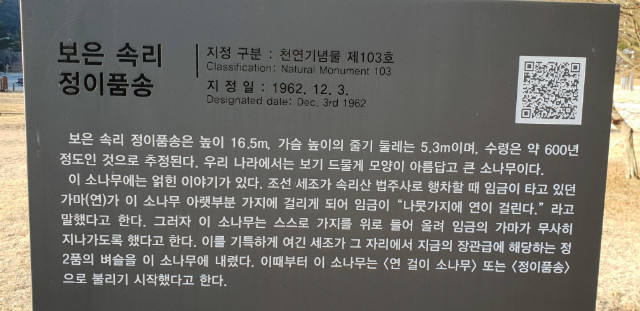 보은 속리
정이품송
지정 구분 : 천연기념물 제103호
Classification: Natural Monument 103
지 정 일 : 1962. 12. 3.
Designated date: Dec. 3rd 1962
보은 속리 정이품송은 높이 16.5m, 가슴 높이의 줄기 둘레는 5.3m이며, 수령은 약 600년
정도인 것으로 추정된다. 우리 나라에서는 보기 드물게 모양이 아름답고 큰 소나무이다.
이 소나무에는 얽힌 이야기가 있다. 조선 세조가 속리산 법주사로 행차할 때 임금이 타고 있던
가마(연)가 이 소나무 아랫부분 가지에 걸리게 되어 임금이 “나뭇가지에 연이 걸린다.” 라고
말했다고 한다. 그러자 이 소나무는 스스로 가지를 위로 들어 올려 임금의 가마가 무사히
지나가도록 했다고 한다. 이를 기특하게 여긴 세조가 그 자리에서 지금의 장관급에 해당하는 정
2품의 벼슬을 이 소나무에 내렸다. 이때부터 이 소나무는 〈연 걸이 소나무〉 또는 〈정이품송〉
으로 불리기 시작했다고 한다.